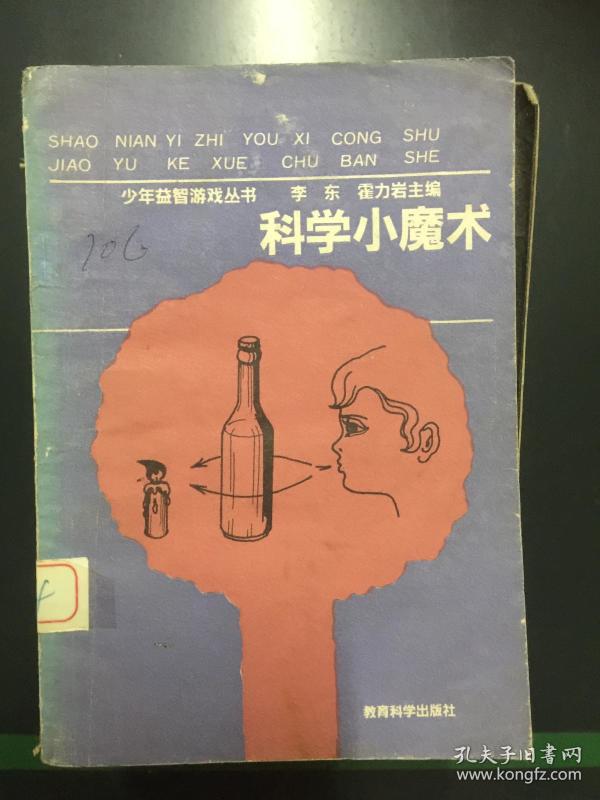 SHAO NIAN YI ZHI YOU XI CONG SHU
JIAO YU KE XUE CHU BAN SHE
少年益智游戏丛书 李东 霍力岩主编
科学小魔术
106
教育科学出版社
孔夫子旧书网
www.kongfz.com